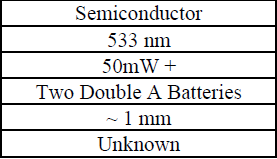 Semiconductor
533 nm
50mW +
Two Double A Batteries
~ 1 mm
Unknown